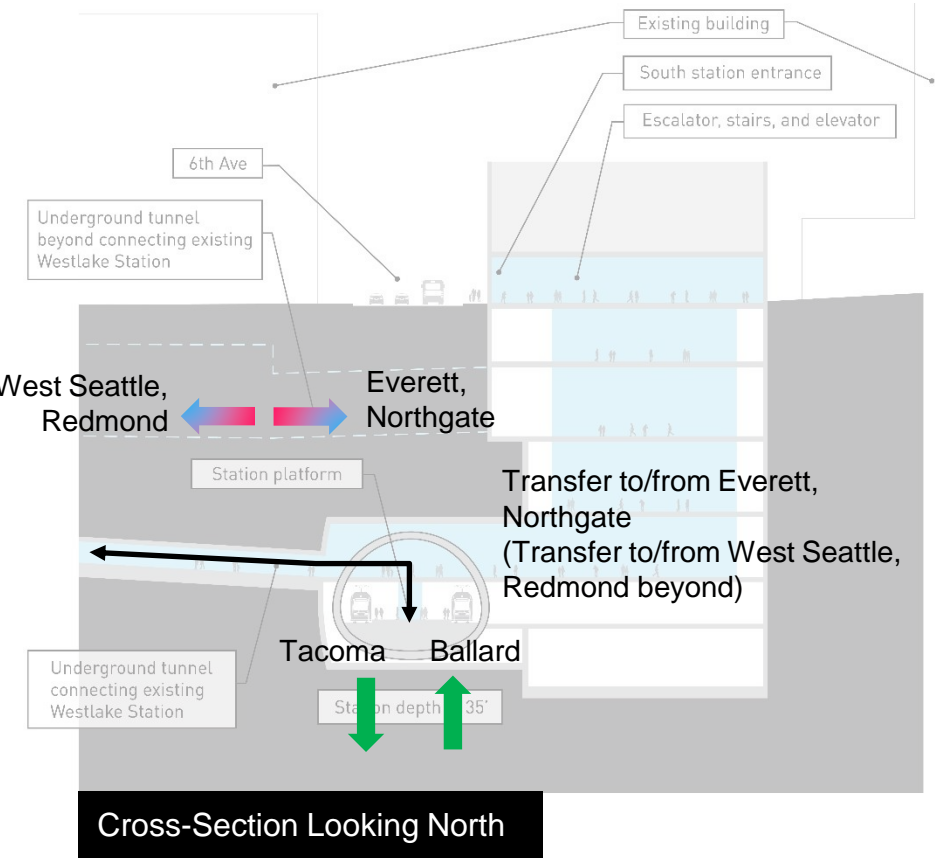 Existing building
South station entrance
Escalator, stairs, and elevator
6th Ave
Underground tunnel
beyond connecting existing
Westlake Station
West Seattle,
Redmond
Everett,
Northgate
Station platform
Transfer to/from Everett,
Northgate
(Transfer to/from West Seattle,
Redmond beyond)
Tacoma
Ballard
Underground tunnel
connecting existing
Westlake Station
Station depth 35'
Cross-Section Looking North